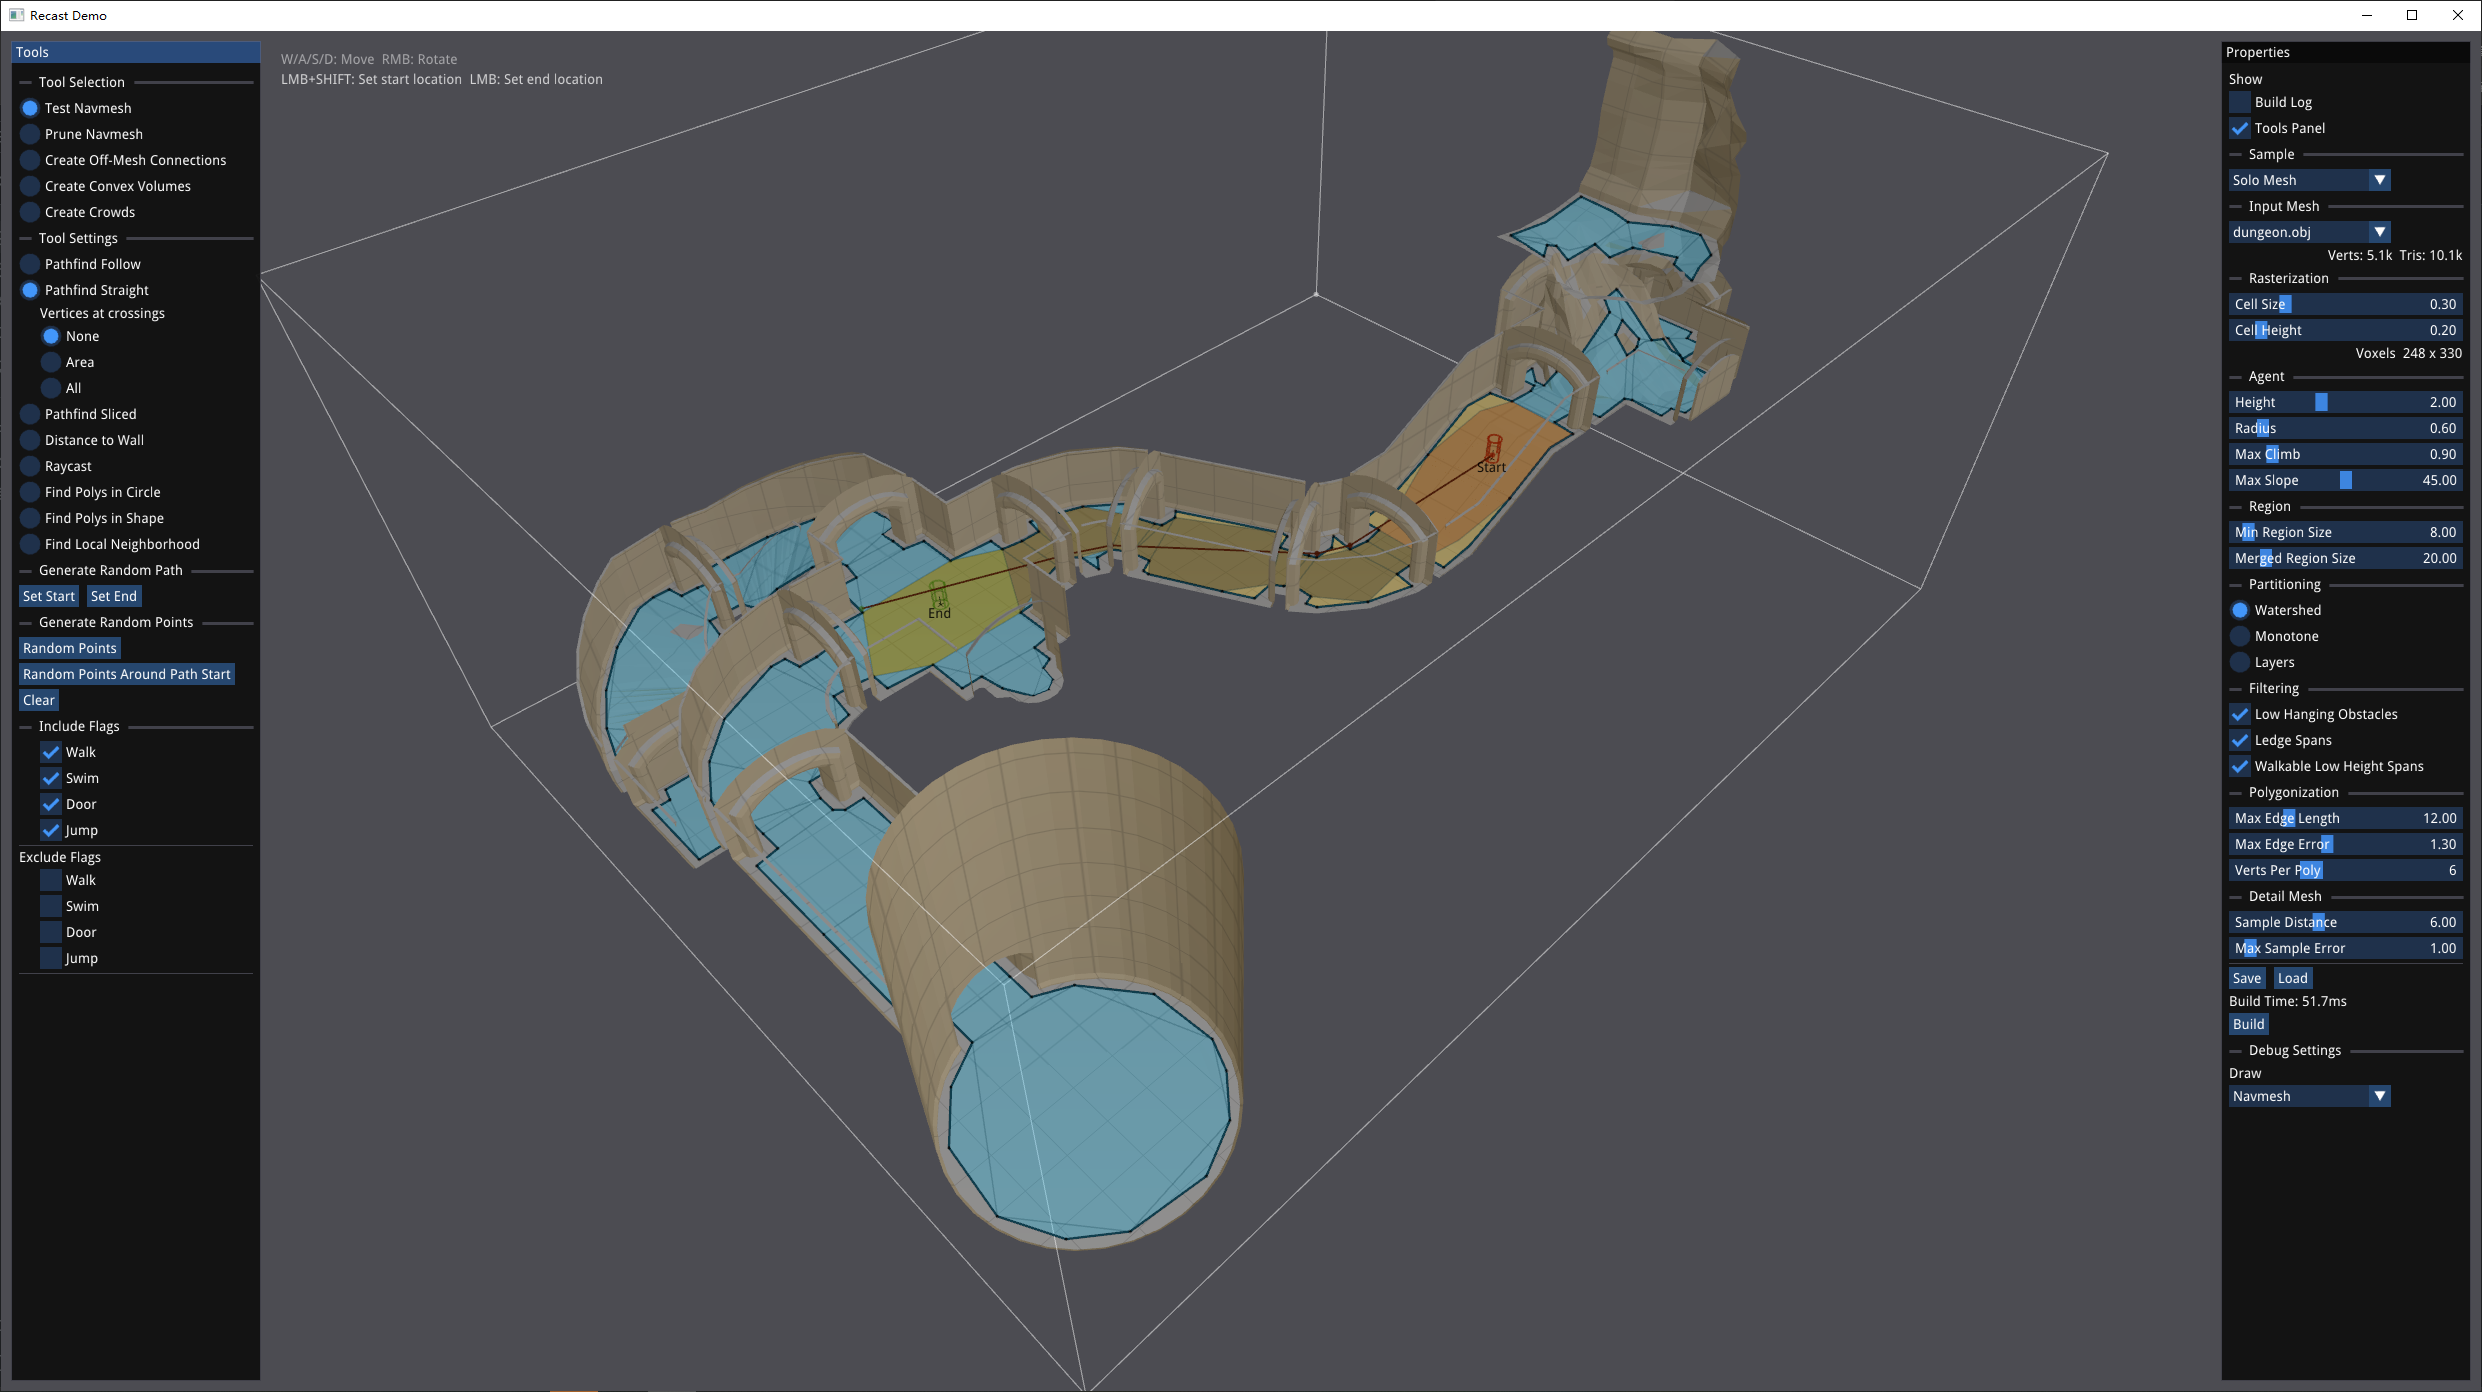 Recast Demo
Tools
Tool Selection
Test Navmesh
Prune Navmesh
Create Off-Mesh Connections
Create Convex Volumes
Create Crowds
Tool Settings
Pathfind Follow
Pathfind Straight
Vertices at crossings
None
Area
All
Pathfind Sliced
Distance to Wall
Raycast
Find Polys in Circle
Find Polys in Shape
Find Local Neighborhood
Generate Random Path
Set Start Set End
Generate Random Points
Random Points
Random Points Around Path Start
Clear
Include Flags
Walk
Swim
Door
Jump
Exclude Flags
Walk
Swim
Door
Jump
W/A/S/D: Move RMB: Rotate
LMB+SHIFT: Set start location LMB: Set end location
Start
End
Properties
Show
Build Log
Tools Panel
Sample
Solo Mesh
Input Mesh
dungeon.obj
Verts: 5.1k Tris: 10.1k
Rasterization
Cell Size 0.30
Cell Height 0.20
Voxels 248 x 330
Agent
Height 2.00
Radius 0.60
Max Climb 0.90
Max Slope 45.00
Region
Min Region Size 8.00
Merged Region Size 20.00
Partitioning
Watershed
Monotone
Layers
Filtering
Low Hanging Obstacles
Ledge Spans
Walkable Low Height Spans
Polygonization
Max Edge Length 12.00
Max Edge Error 1.30
Verts Per Poly 6
Detail Mesh
Sample Distance 6.00
Max Sample Error 1.00
Save Load
Build Time: 51.7ms
Build
Debug Settings
Draw
Navmesh